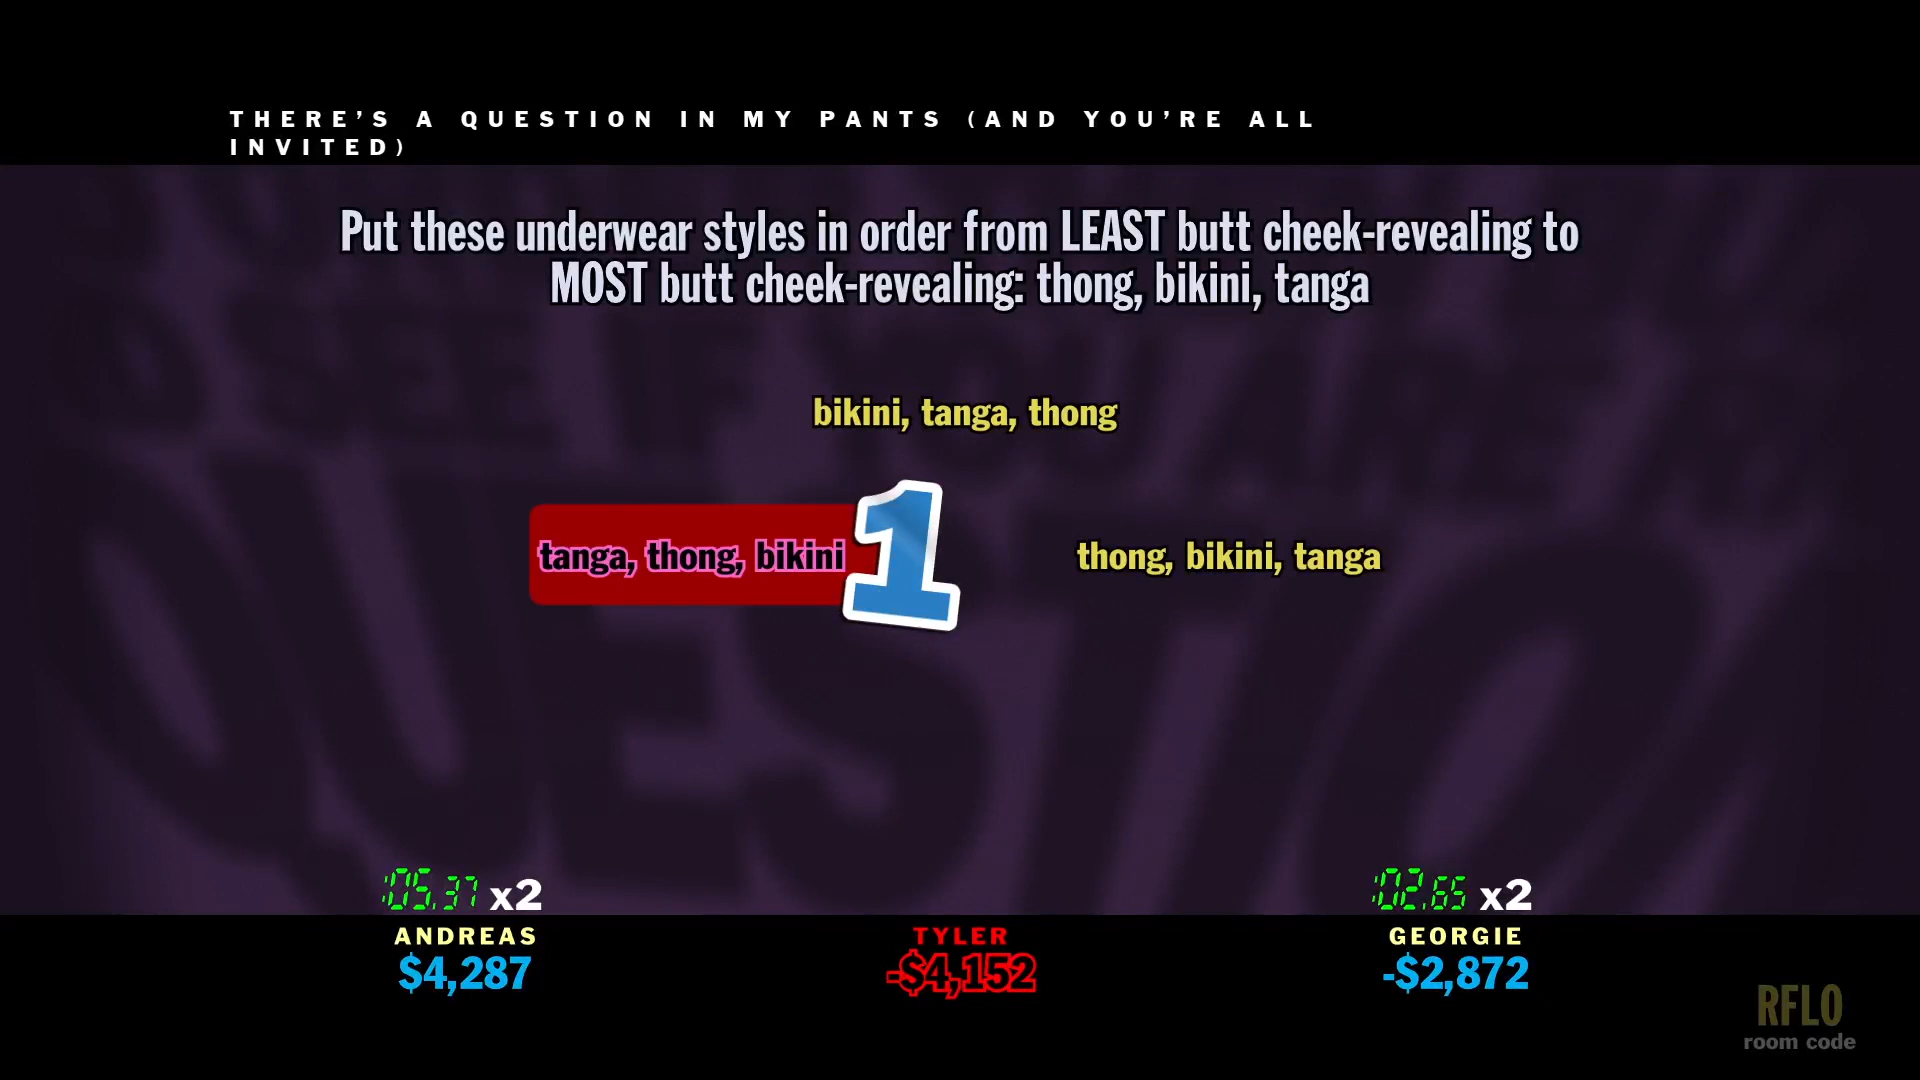 THERE'S A QUESTION IN MY PANTS (AND YOU'RE ALL
INVITED)
Put these underwear styles in order from LEAST butt cheek-revealing to
MOST butt cheek-revealing: thong, bikini, tanga
bikini, tanga, thong
tanga, thong, bikini
1
thong, bikini, tanga
:05.37 x2
:02.65 x2
ANDREAS
TYLER
GEORGIE
$4,287
-$4,152
-$2,872
RFLO
room code